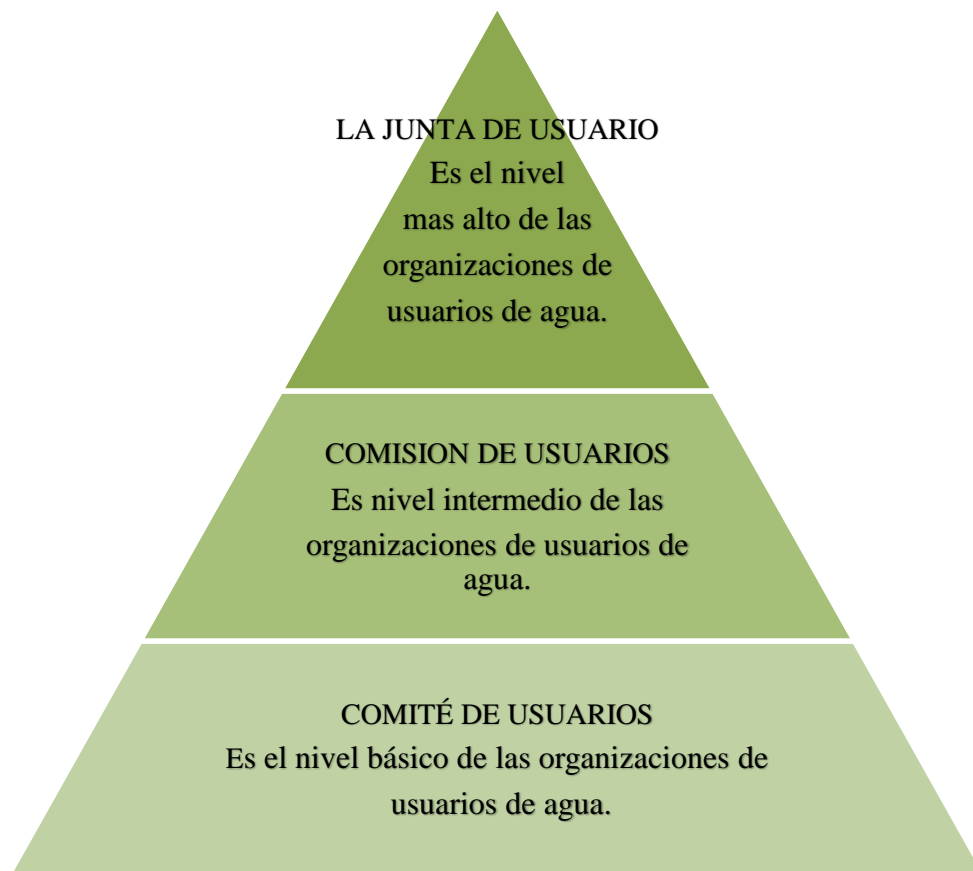 LA JUNTA DE USUARIO
Es el nivel
mas alto de las
organizaciones de
usuarios de agua.
COMISION DE USUARIOS
Es nivel intermedio de las
organizaciones de usuarios de
agua.
COMITÉ DE USUARIOS
Es el nivel básico de las organizaciones de
usuarios de agua.